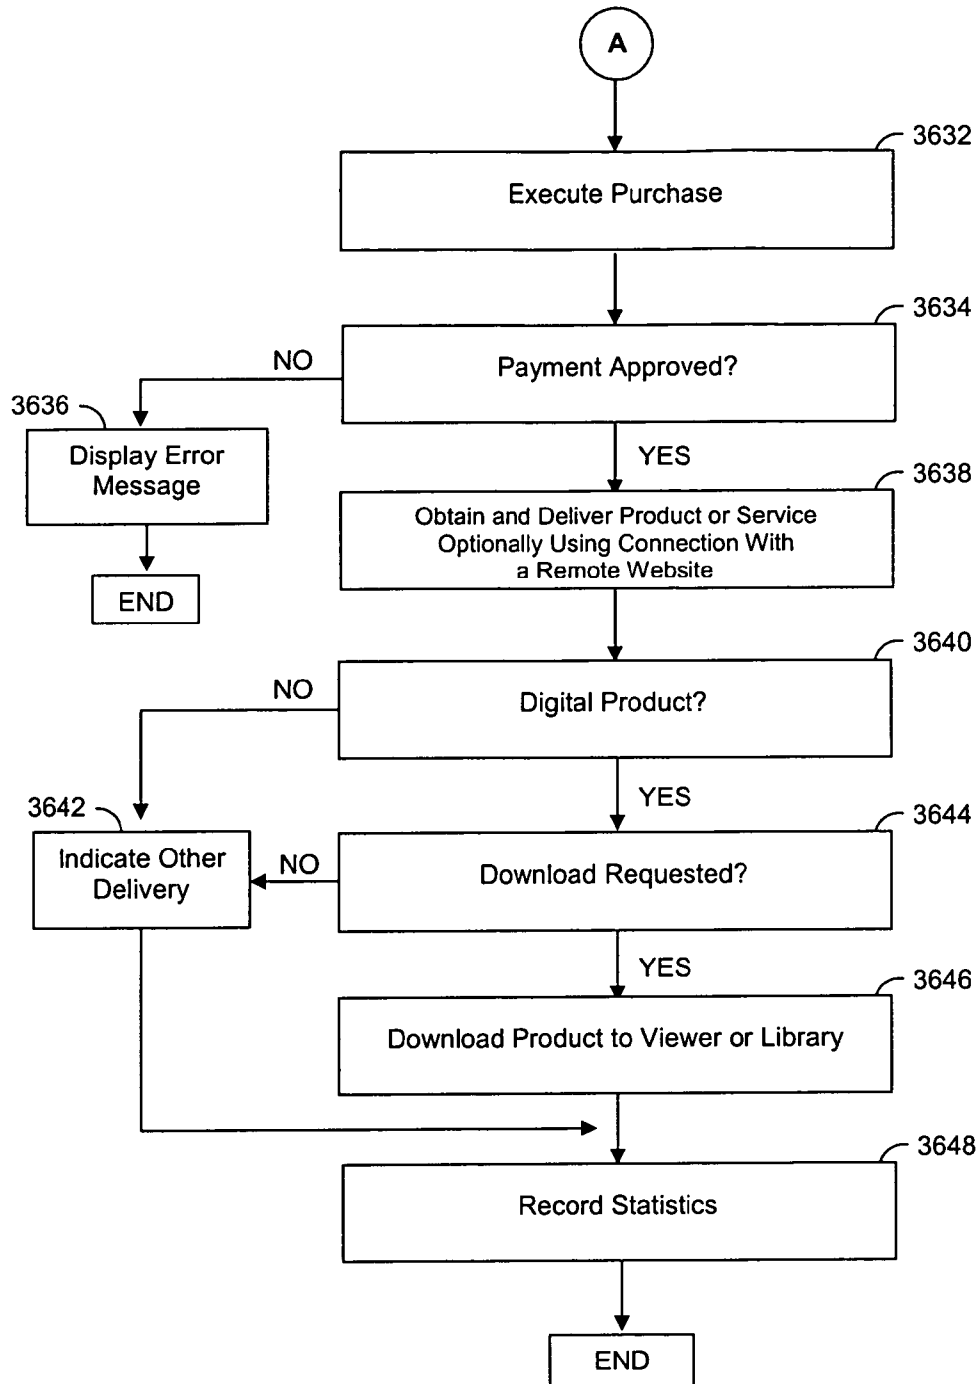 A
3632
Execute Purchase
3634
Payment Approved?
NO
3636
Display Error
Message
YES
3638
Obtain and Deliver Product or Service
Optionally Using Connection With
a Remote Website
END
3640
NO
Digital Product?
YES
3642
3644
Indicate Other
Delivery
NO
Download Requested?
YES
3646
Download Product to Viewer or Library
3648
Record Statistics
END